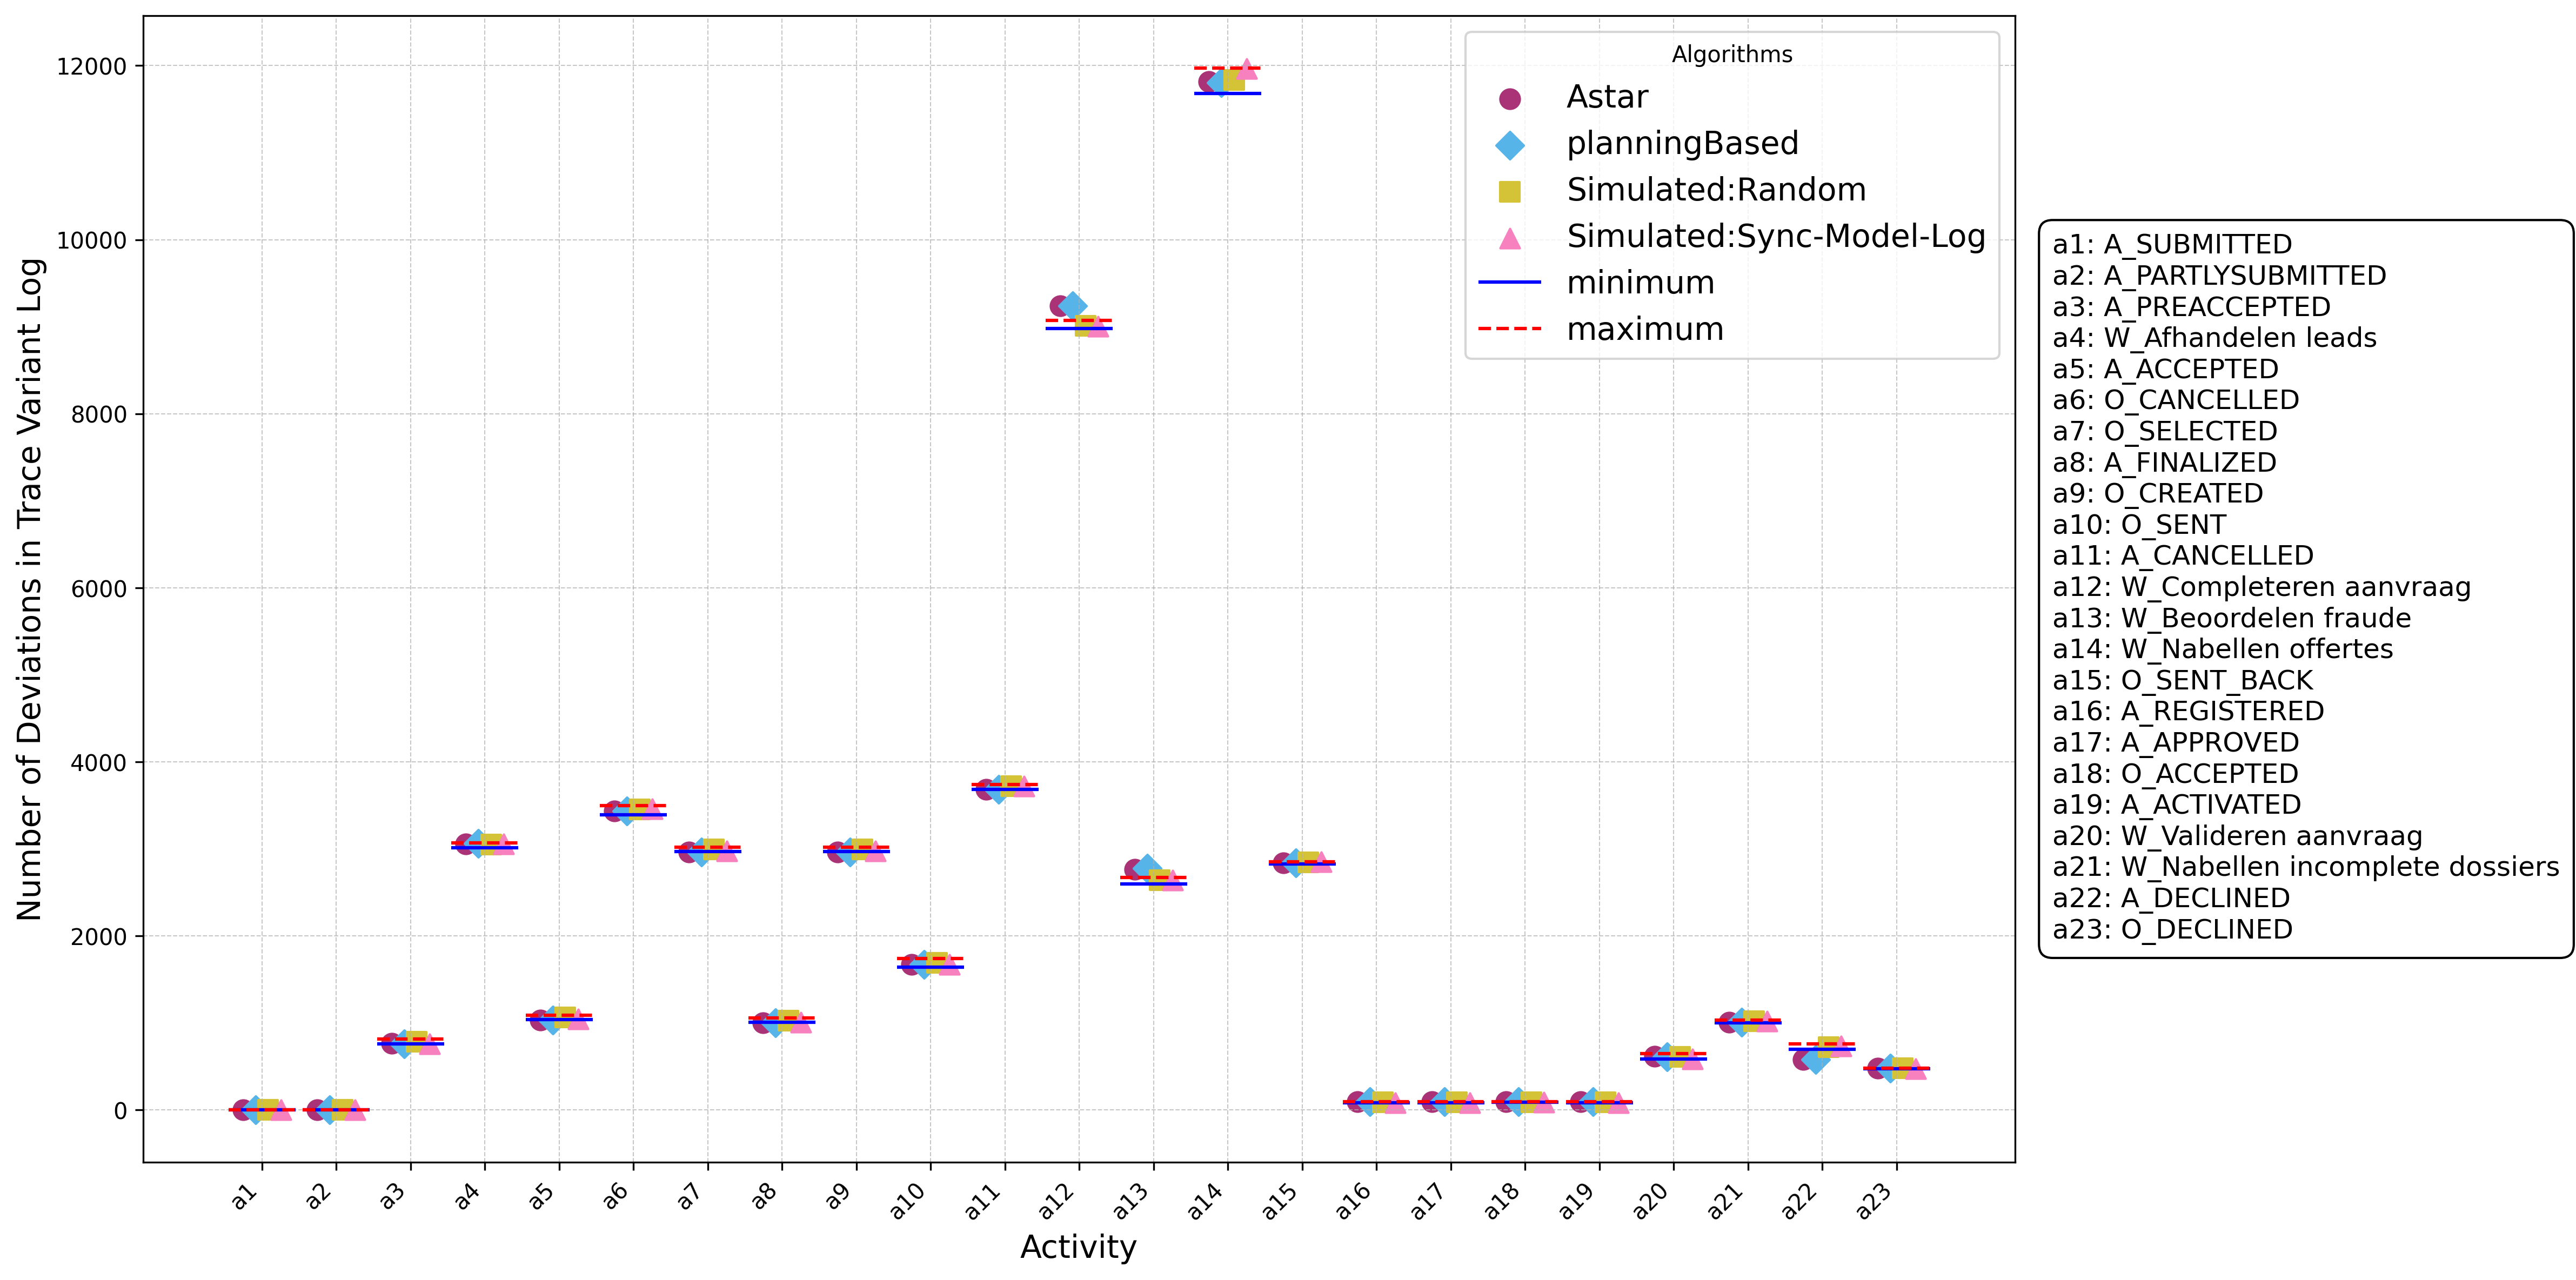 Number of Deviations in Trace Variant Log
12000
10000
8000
6000
4000
2000
0
Algorithms
Astar
planningBased
Simulated:Random
Simulated:Sync-Model-Log
minimum
maximum
a1: A_SUBMITTED
a2: A_PARTLYSUBMITTED
a3: A_PREACCEPTED
a4: W_Afhandelen leads
a5: A_ACCEPTED
a6: O_CANCELLED
a7: O_SELECTED
a8: A_FINALIZED
a9: O_CREATED
a10: O_SENT
a11: A_CANCELLED
a12: W_Completeren aanvraag
a13: W_Beoordelen fraude
a14: W_Nabellen offertes
a15: O_SENT_BACK
a16: A_REGISTERED
a17: A_APPROVED
a18: O_ACCEPTED
a19: A_ACTIVATED
a20: W_Valideren aanvraag
a21: W_Nabellen incomplete dossiers
a22: A_DECLINED
a23: O_DECLINED
a1 a2 a3 a4 a5 a6 a7 a8 a9 a10 a11 a12 a13 a14 a15 a16 a17 a18 a19 a20 a21 a22 a23
Activity